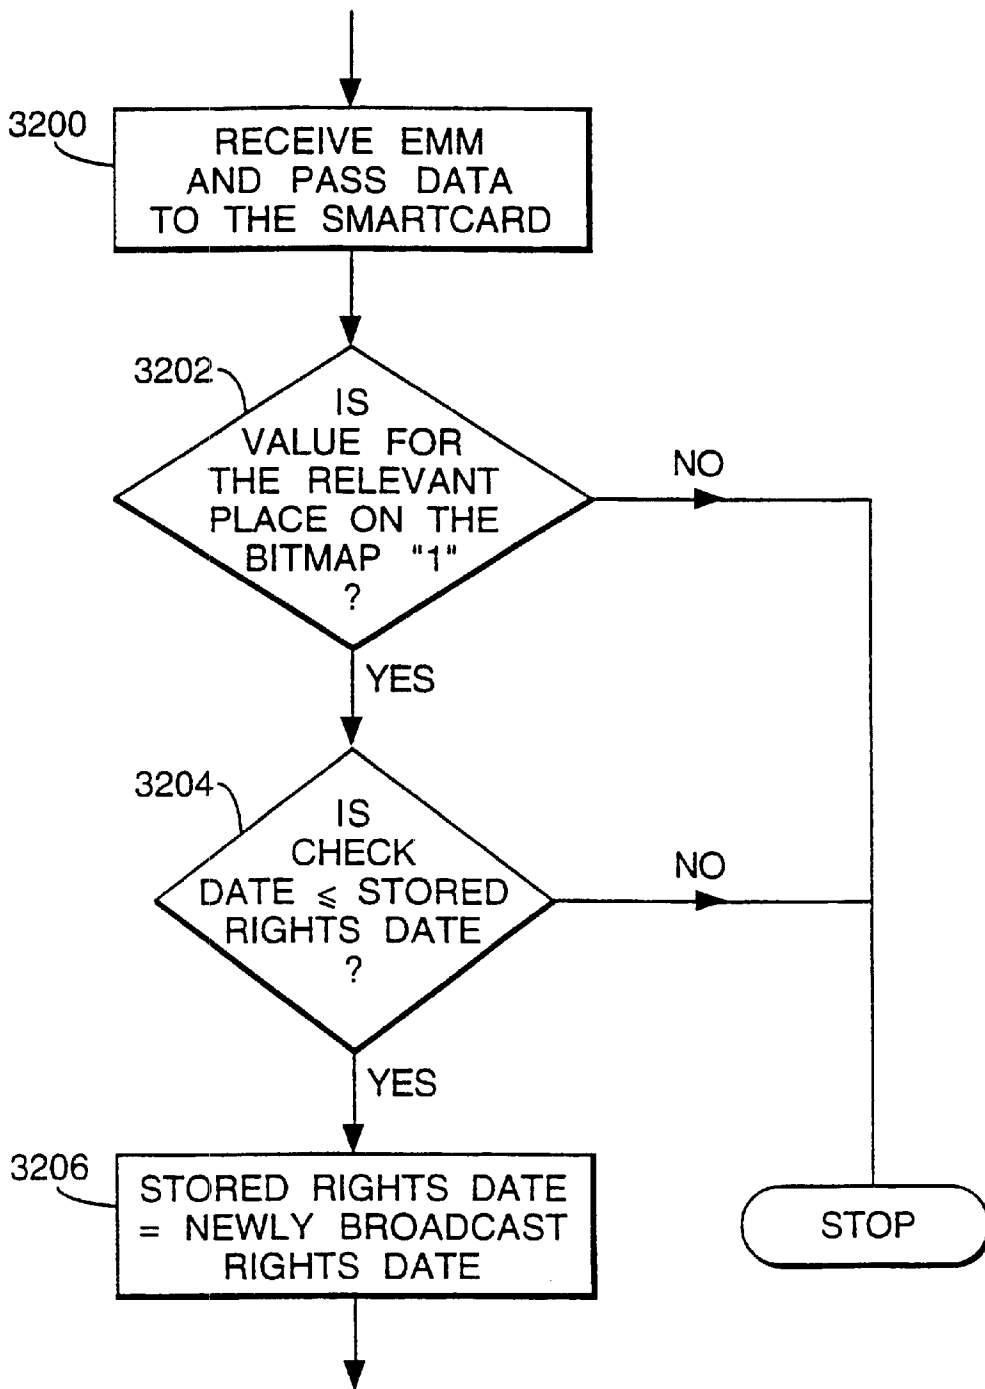 3200
RECEIVE EMM
AND PASS DATA
TO THE SMARTCARD
3202
IS
VALUE FOR
THE RELEVANT
PLACE ON THE
BITMAP "1"
?
NO
YES
3204
IS
CHECK
DATE ⩽ STORED
RIGHTS DATE
?
NO
YES
3206
STORED RIGHTS DATE
= NEWLY BROADCAST
RIGHTS DATE
STOP